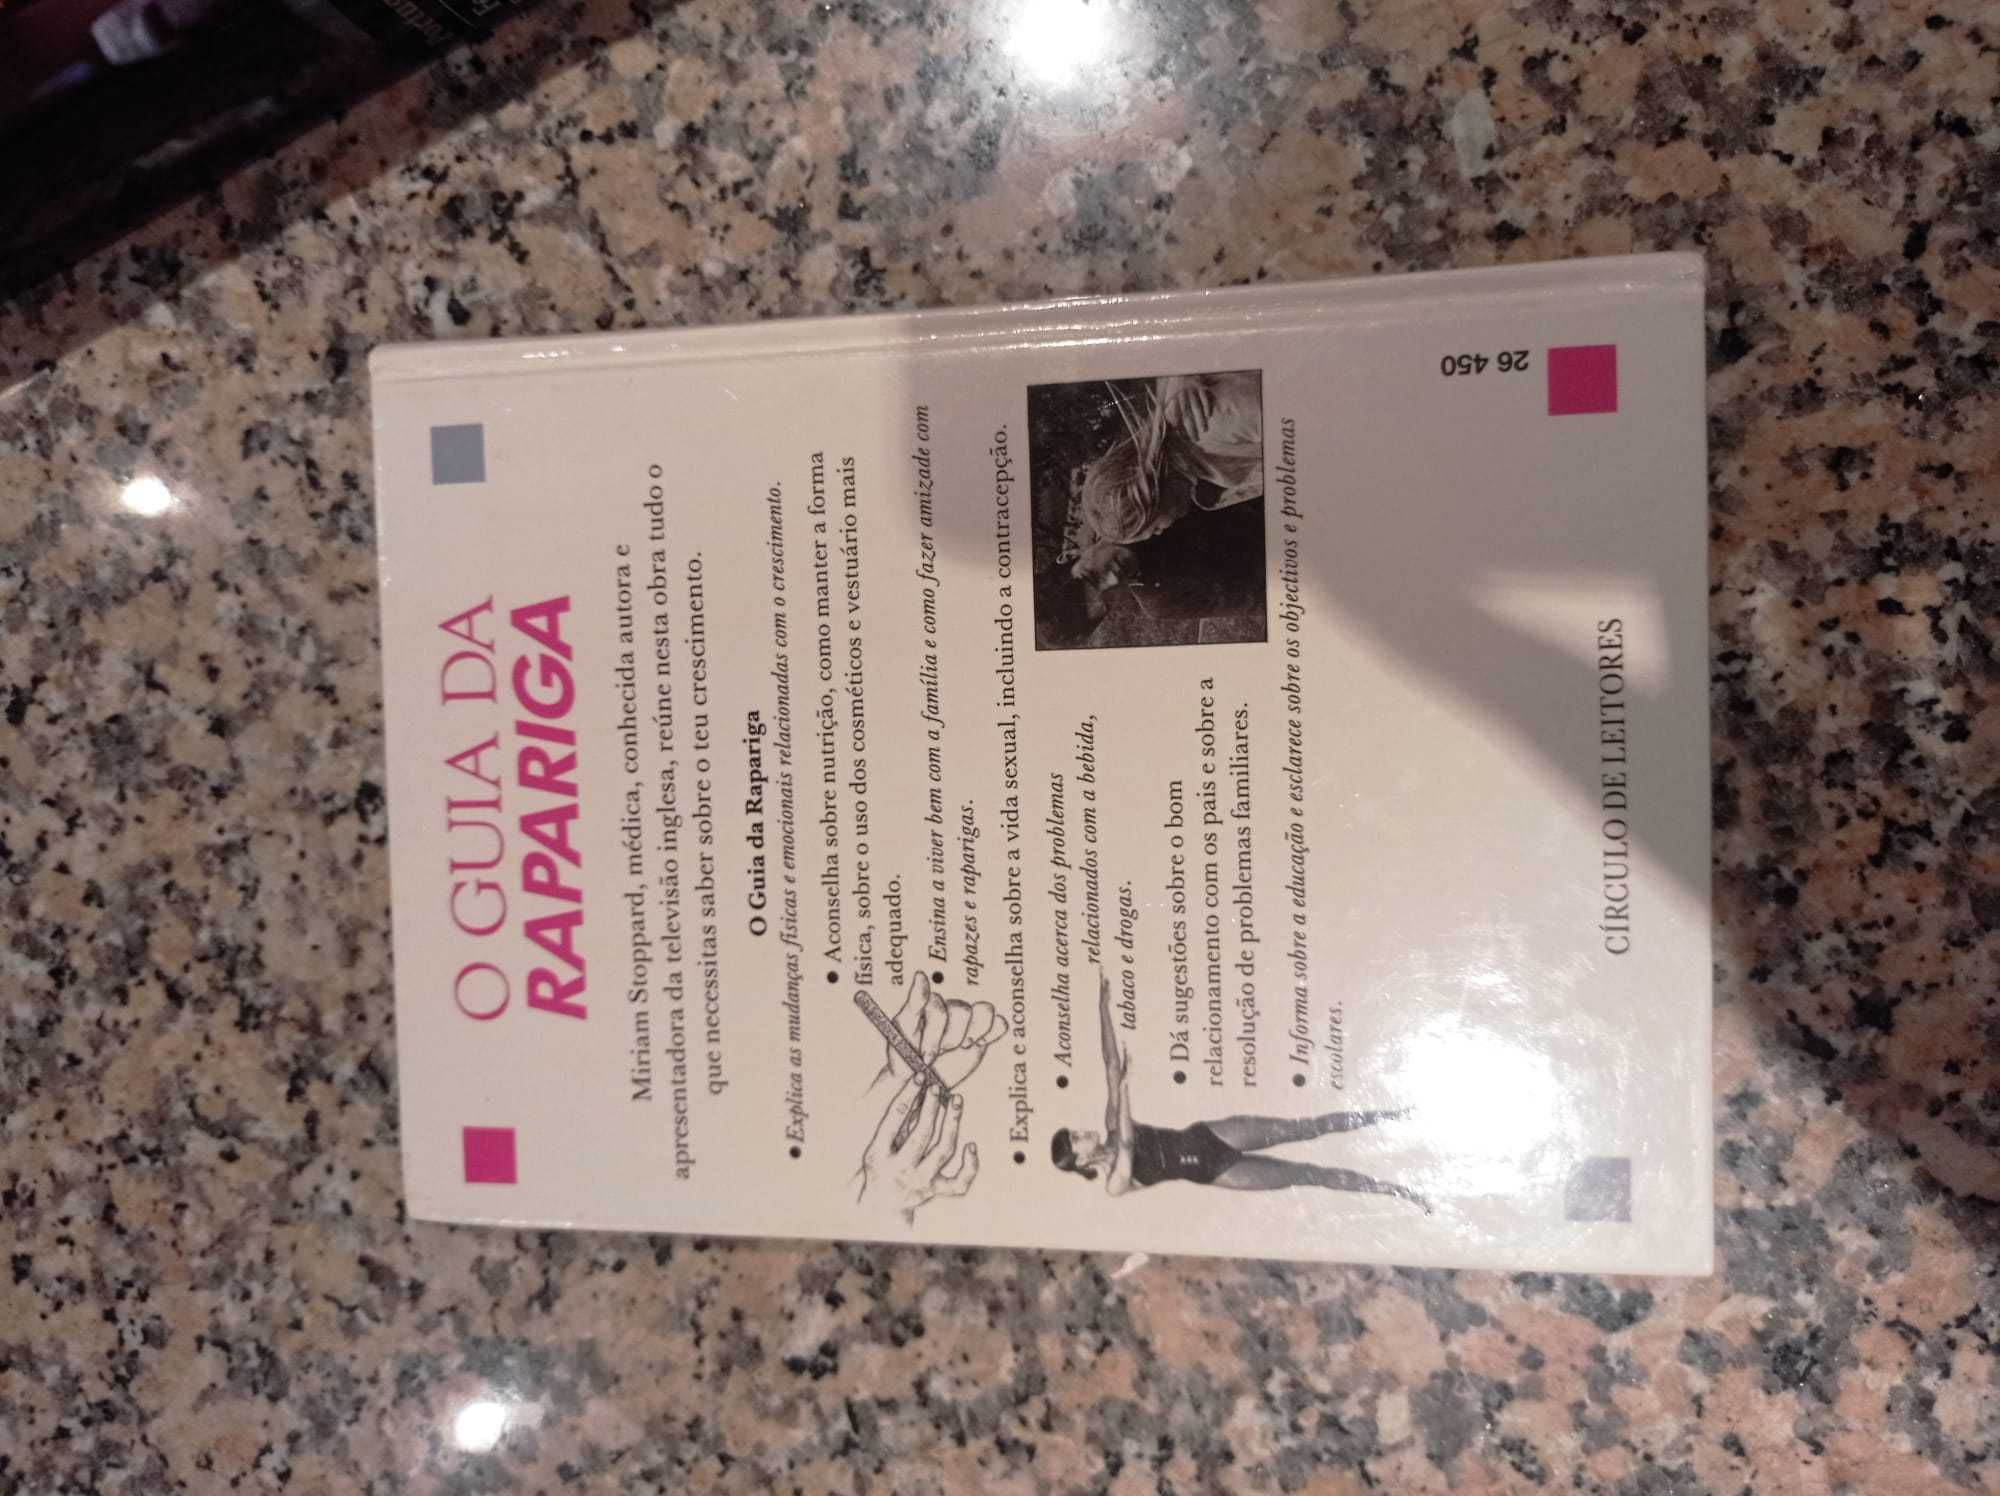 O GUIA DA
RAPARIGA
Miriam Stoppard, médica, conhecida autora e
apresentadora da televisão inglesa, reúne nesta obra tudo o
que necessitas saber sobre o teu crescimento.
O Guia da Rapariga
• Explica as mudanças físicas e emocionais relacionadas com o crescimento.
• Aconselha sobre nutrição, como manter a forma
física, sobre o uso dos cosméticos e vestuário mais
adequado.
• Ensina a viver bem com a família e como fazer amizade com
rapazes e raparigas.
• Explica e aconselha sobre a vida sexual, incluindo a contracepção.
• Aconselha acerca dos problemas
relacionados com a bebida,
tabaco e drogas.
• Dá sugestões sobre o bom
relacionamento com os pais e sobre a
resolução de problemas familiares.
• Informa sobre a educação e esclarece sobre os objectivos e problemas
escolares.
26 450
CÍRCULO DE LEITORES